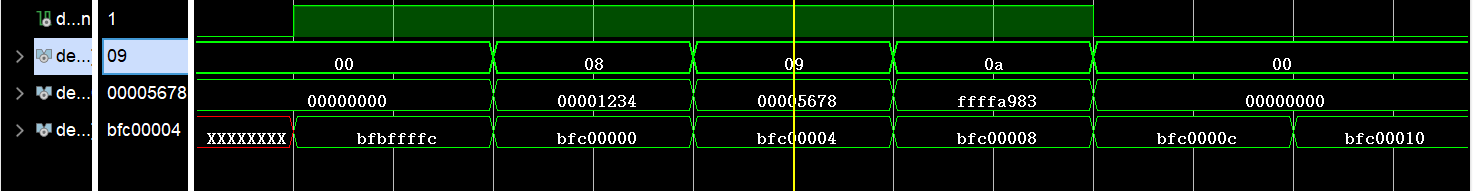 d...n 1
de... 09 00 08 09 0a 00
de... 00005678 00000000 00001234 00005678 ffffa983 00000000
de... bfc00004 XXXXXXXX bfbffffc bfc00000 bfc00004 bfc00008 bfc0000c bfc00010